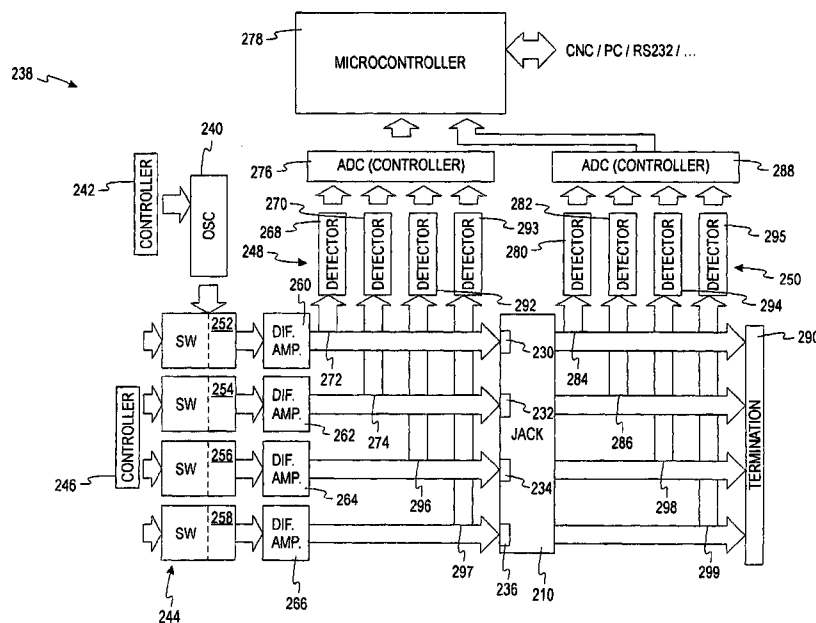 278
MICROCONTROLLER
CNC / PC / RS232 / ...
238
240
276
ADC (CONTROLLER)
ADC (CONTROLLER)
288
242
CONTROLLER
OSC
270
268
293
282
280
295
DETECTOR
DETECTOR
DETECTOR
DETECTOR
DETECTOR
DETECTOR
DETECTOR
DETECTOR
248
250
260
292
294
SW
252
DIF.
AMP.
272
230
284
290
SW
254
DIF.
AMP.
262
274
232
JACK
286
TERMINATION
CONTROLLER
246
SW
256
DIF.
AMP.
264
296
234
298
SW
258
DIF.
AMP.
297
236
299
244
266
210